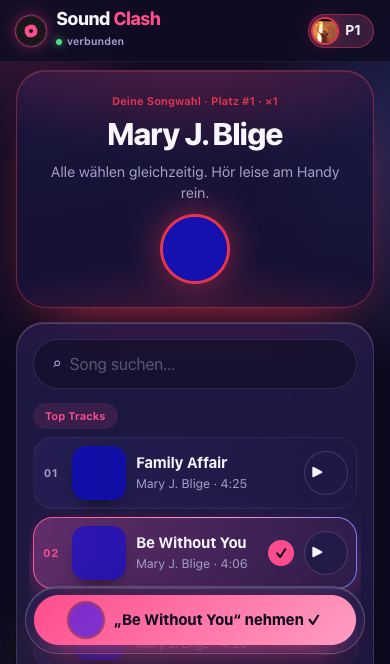 Sound Clash
verbunden
P1
Deine Songwahl · Platz #1 · ×1
Mary J. Blige
Alle wählen gleichzeitig. Hör leise am Handy
rein.
Song suchen...
Top Tracks
01
Family Affair
Mary J. Blige · 4:25
02
Be Without You
Mary J. Blige · 4:06
„Be Without You“ nehmen ✓